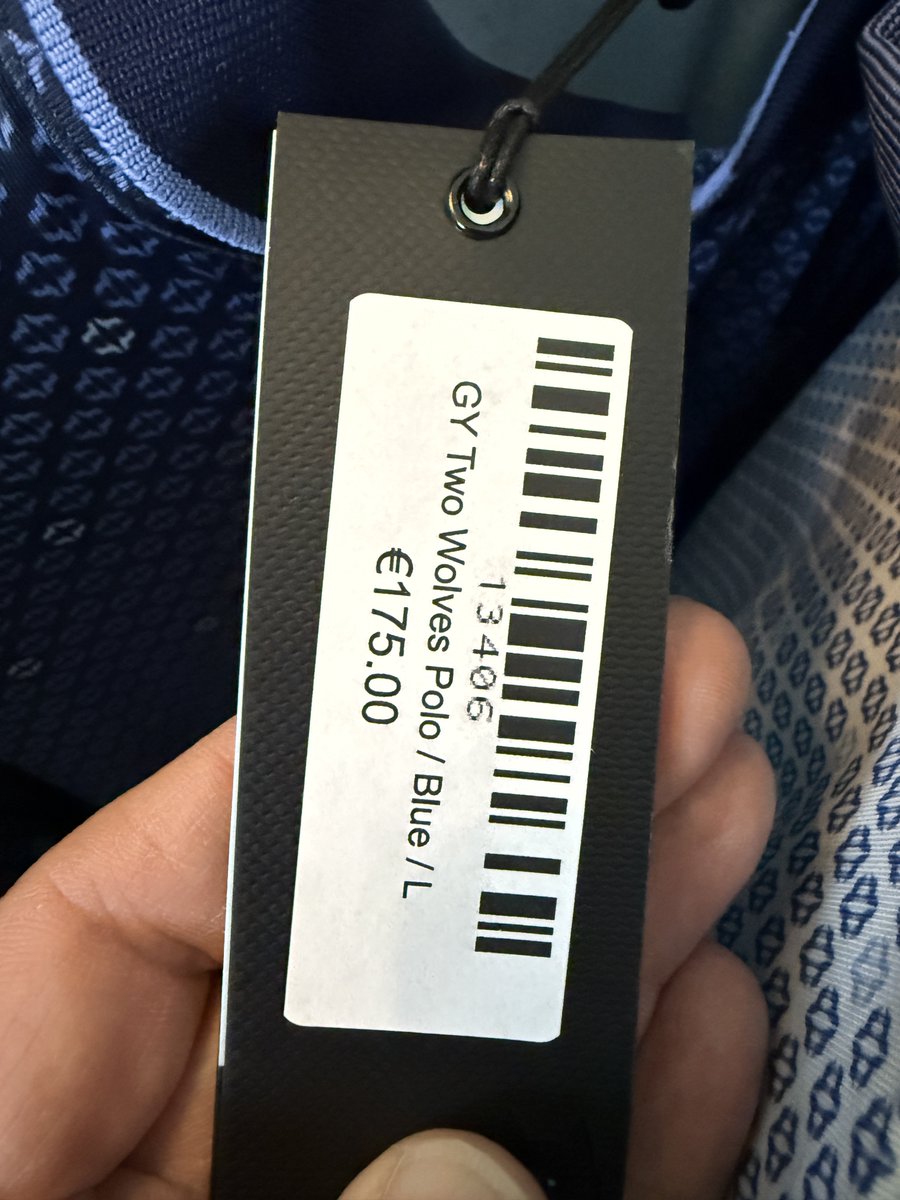 13406
GY Two Wolves Polo / Blue / L
€175.00